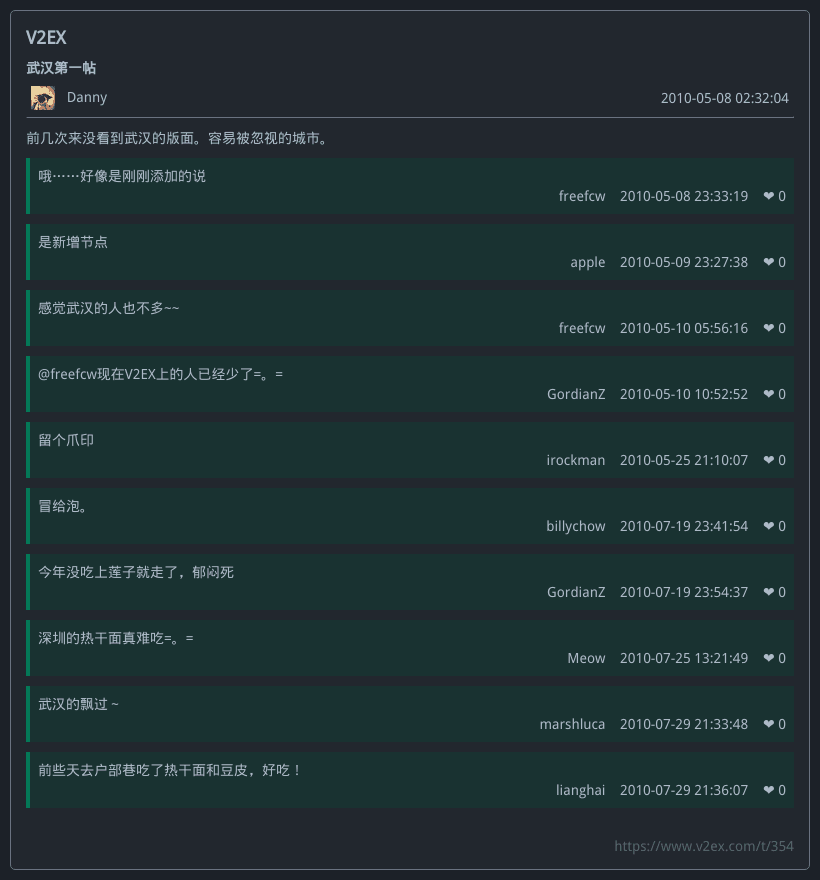 V2EX
武汉第一帖
Danny 2010-05-08 02:32:04
前几次来没看到武汉的版面。容易被忽视的城市。
哦……好像是刚刚添加的说
freefcw 2010-05-08 23:33:19 ❤ 0
是新增节点
apple 2010-05-09 23:27:38 ❤ 0
感觉武汉的人也不多~~
freefcw 2010-05-10 05:56:16 ❤ 0
@freefcw现在V2EX上的人已经少了=。=
GordianZ 2010-05-10 10:52:52 ❤ 0
留个爪印
irockman 2010-05-25 21:10:07 ❤ 0
冒给泡。
billychow 2010-07-19 23:41:54 ❤ 0
今年没吃上莲子就走了，郁闷死
GordianZ 2010-07-19 23:54:37 ❤ 0
深圳的热干面真难吃=。=
Meow 2010-07-25 13:21:49 ❤ 0
武汉的飘过 ~
marshluca 2010-07-29 21:33:48 ❤ 0
前些天去户部巷吃了热干面和豆皮，好吃！
lianghai 2010-07-29 21:36:07 ❤ 0
https://www.v2ex.com/t/354